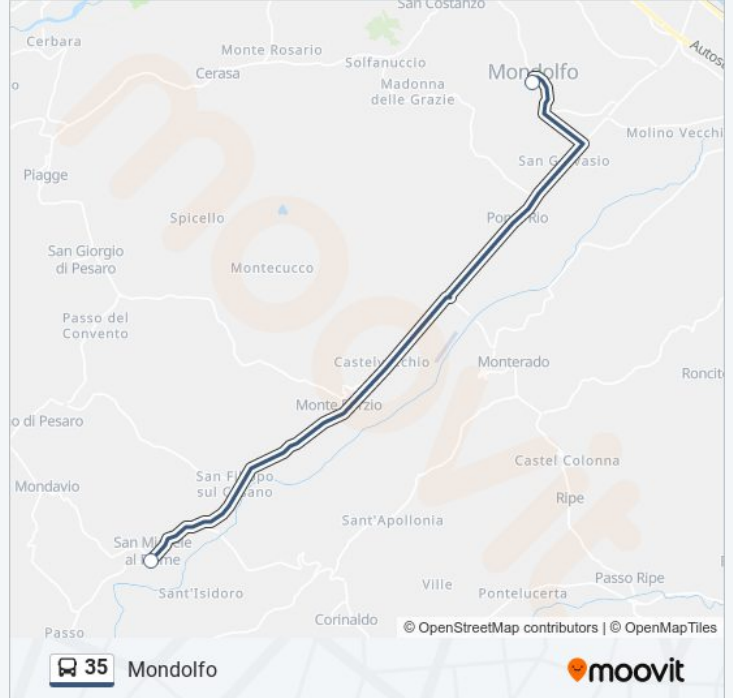 San Costanzo
Cerbara
Monte Rosario
Solfanuccio
Autos
Cerasa
Mondolfo
Madonna
delle Grazie
o
Molino Vecchi
San Gervasio
Piagge
Spicello
Ponte Rio
San Giorgio
di Pesaro
Montecucco
Passo del
Convento
Castelvecchio
Monterado
Roncit
Monte Porzio
o di Pesaro
Castel Colonna
San Filippo
sul Cesano
Mondavio
Ripe
Sant'Apollonia
San Michele
al Fiume
Passo Ripe
Sant'Isidoro
Ville
Pontelucerta
Corinaldo
Passo
© OpenStreetMap contributors | © OpenMapTiles
moovit
35 Mondolfo
moovit